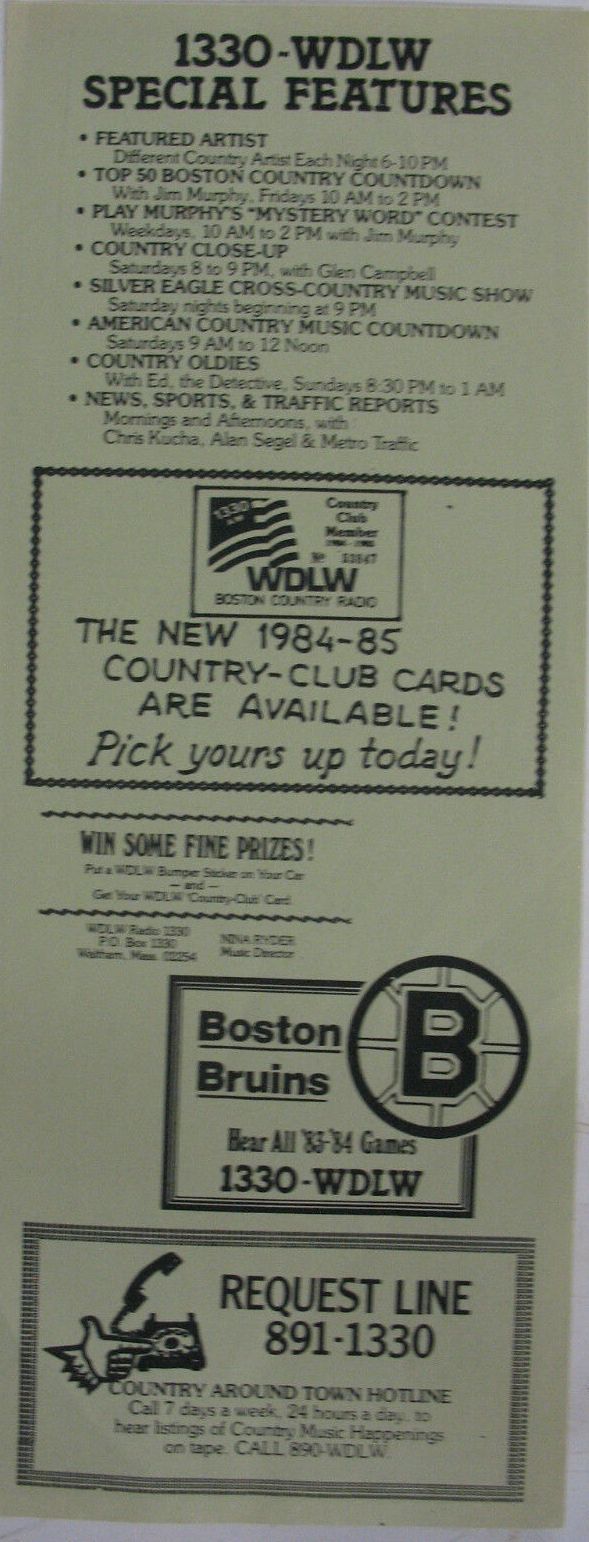 1330-WDLW
SPECIAL FEATURES
• FEATURED ARTIST
Different Country Artist Each Night 6-10 PM
• TOP 50 BOSTON COUNTRY COUNTDOWN
With Jim Murphy, Fridays 10 AM to 2 PM
• PLAY MURPHY'S "MYSTERY WORD" CONTEST
Weekdays, 10 AM to 2 PM with Jim Murphy
• COUNTRY CLOSE-UP
Saturdays 8 to 9 PM, with Glen Campbell
• SILVER EAGLE CROSS-COUNTRY MUSIC SHOW
Saturday nights beginning at 9 PM
• AMERICAN COUNTRY MUSIC COUNTDOWN
Saturdays 9 AM to 12 Noon
• COUNTRY OLDIES
With Ed, the Detective, Sundays 8:30 PM to 1 AM
• NEWS, SPORTS, & TRAFFIC REPORTS
Mornings and Afternoons, with
Chris Kucha, Alan Segel & Metro Traffic
1330
AM
Country
Club
Member
WDLW
BOSTON COUNTRY RADIO
THE NEW 1984-85
COUNTRY-CLUB CARDS
ARE AVAILABLE!
Pick yours up today!
WIN SOME FINE PRIZES!
Put a WDLW Bumper Sticker on Your Car
— and —
Get Your WDLW 'Country-Club' Card
WDLW Radio 1330
P.O. Box 1330
Waltham, Mass. 02254
NINA RYDER
Music Director
B
Boston
Bruins
Hear All '83-'84 Games
1330-WDLW
REQUEST LINE
891-1330
COUNTRY AROUND TOWN HOTLINE
Call 7 days a week, 24 hours a day, to
hear listings of Country Music Happenings
on tape. CALL 890-WDLW